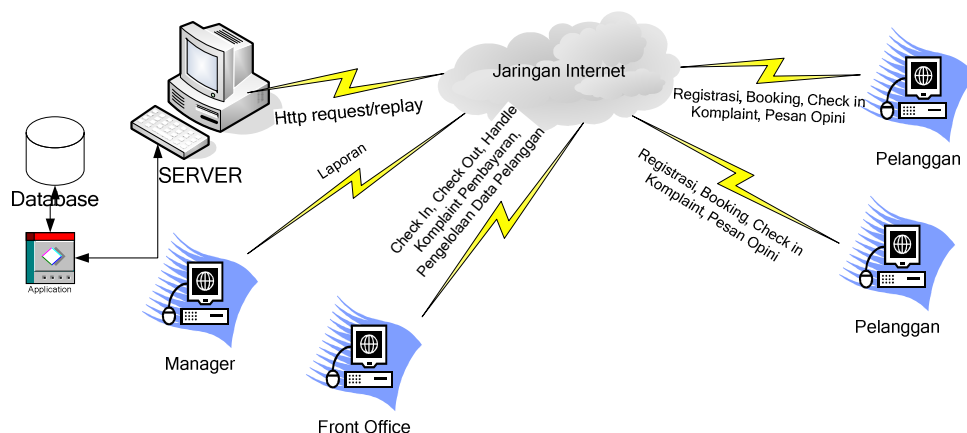 Jaringan Internet
Http request/replay
SERVER
Database
Application
Laporan
Manager
Check In, Check Out, Handle
Komplaint Pembayaran,
Pengelolaan Data Pelanggan
Front Office
Registrasi, Booking, Check in
Komplaint, Pesan Opini
Pelanggan
Registrasi, Booking, Check in
Komplaint, Pesan Opini
Pelanggan